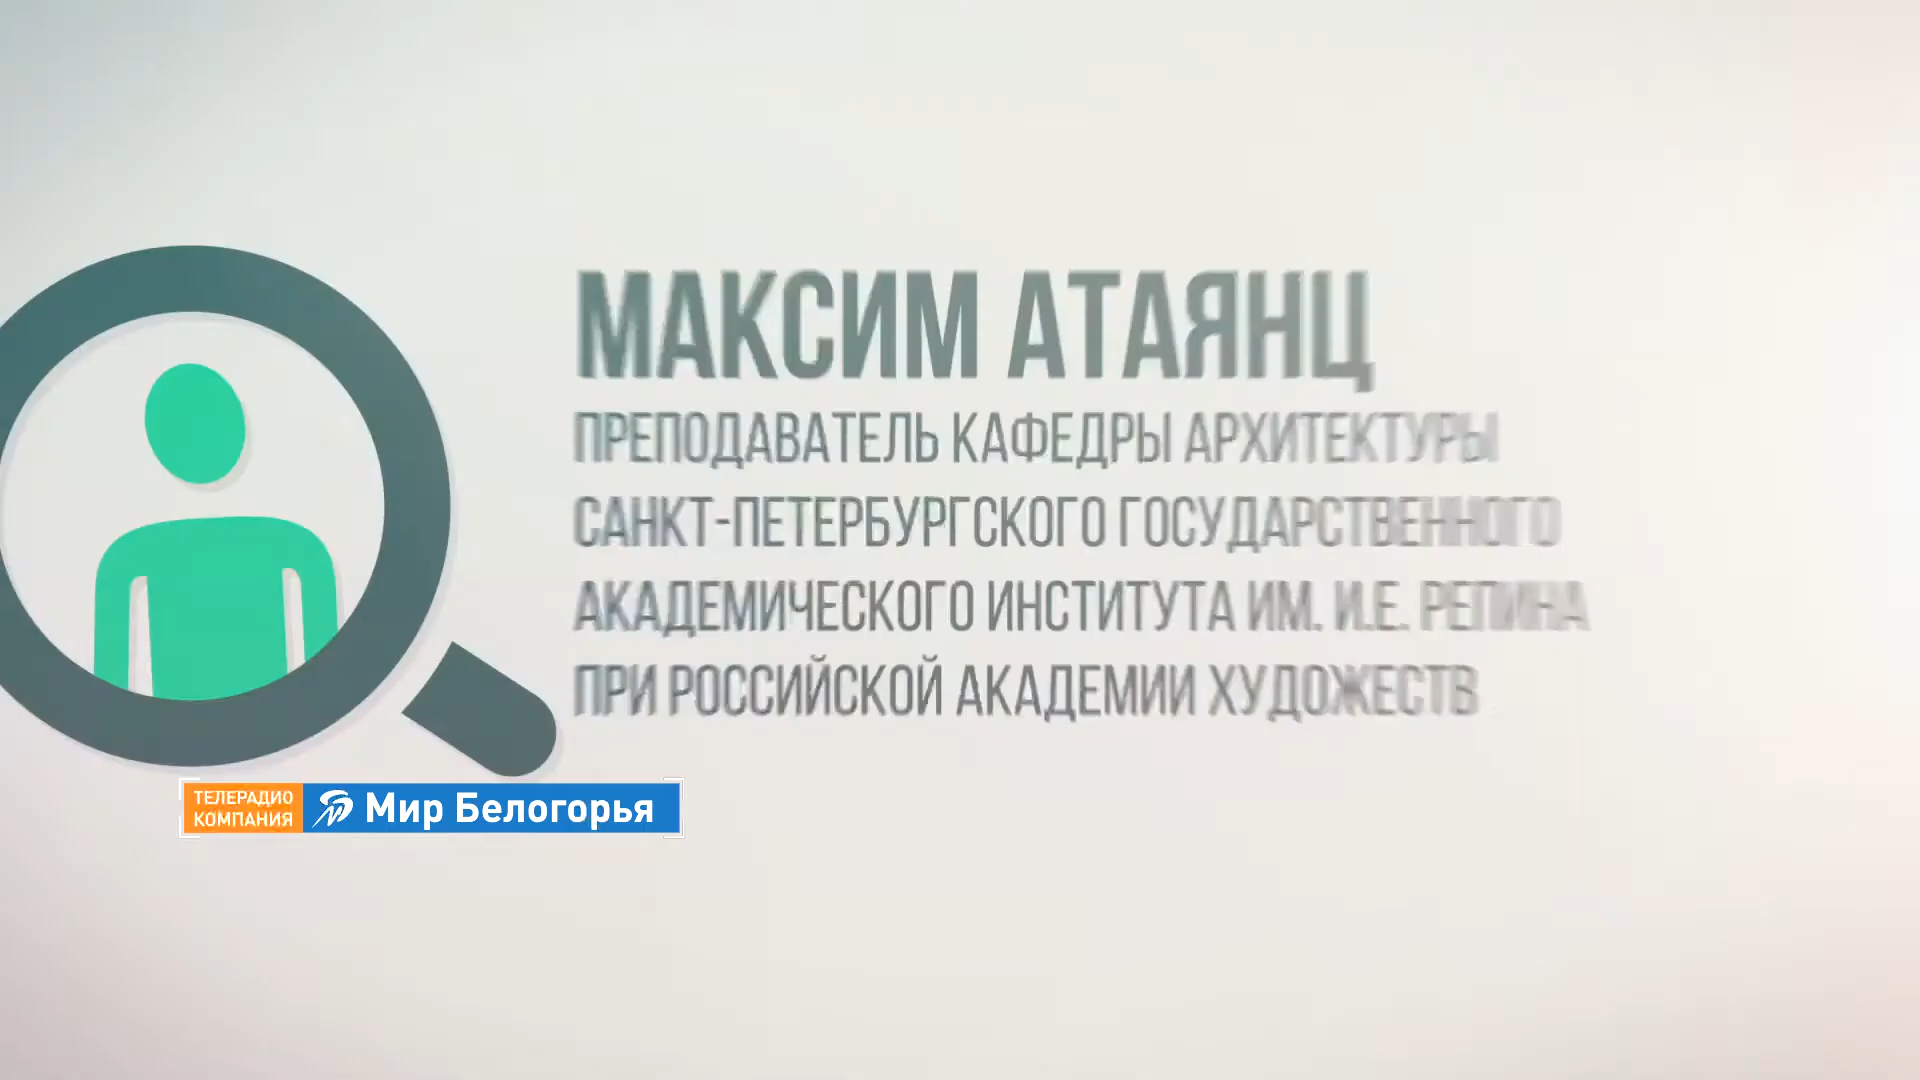 МАКСИМ АТАЯНЦ
ПРЕПОДАВАТЕЛЬ КАФЕДРЫ АРХИТЕКТУРЫ
САНКТ-ПЕТЕРБУРГСКОГО ГОСУДАРСТВЕННОГО
АКАДЕМИЧЕСКОГО ИНСТИТУТА ИМ. И.Е. РЕПИНА
ПРИ РОССИЙСКОЙ АКАДЕМИИ ХУДОЖЕСТВ
ТЕЛЕРАДИО
КОМПАНИЯ
Мир Белогорья